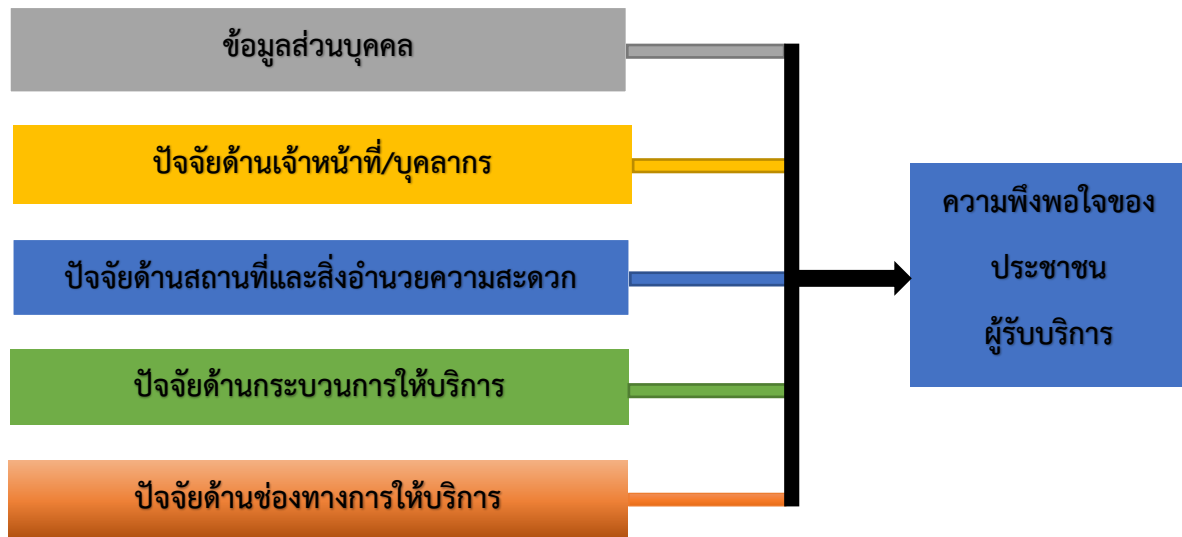 ข้อมูลส่วนบุคคล
ปัจจัยด้านเจ้าหน้าที่/บุคลากร
ปัจจัยด้านสถานที่และสิ่งอำนวยความสะดวก
ปัจจัยด้านกระบวนการให้บริการ
ปัจจัยด้านช่องทางการให้บริการ
ความพึงพอใจของ
ประชาชน
ผู้รับบริการ